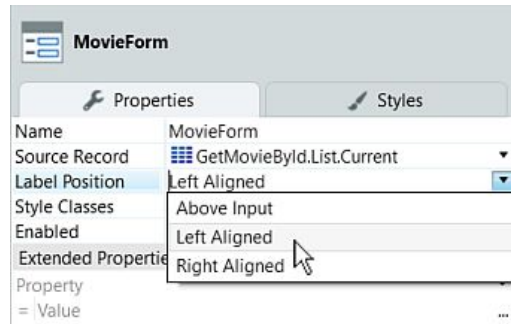 MovieForm
Properties Styles
Name MovieForm
Source Record GetMovieById.List.Current
Label Position Left Aligned
Style Classes Above Input
Enabled Left Aligned
Extended Propertie Right Aligned
Property
= Value ...